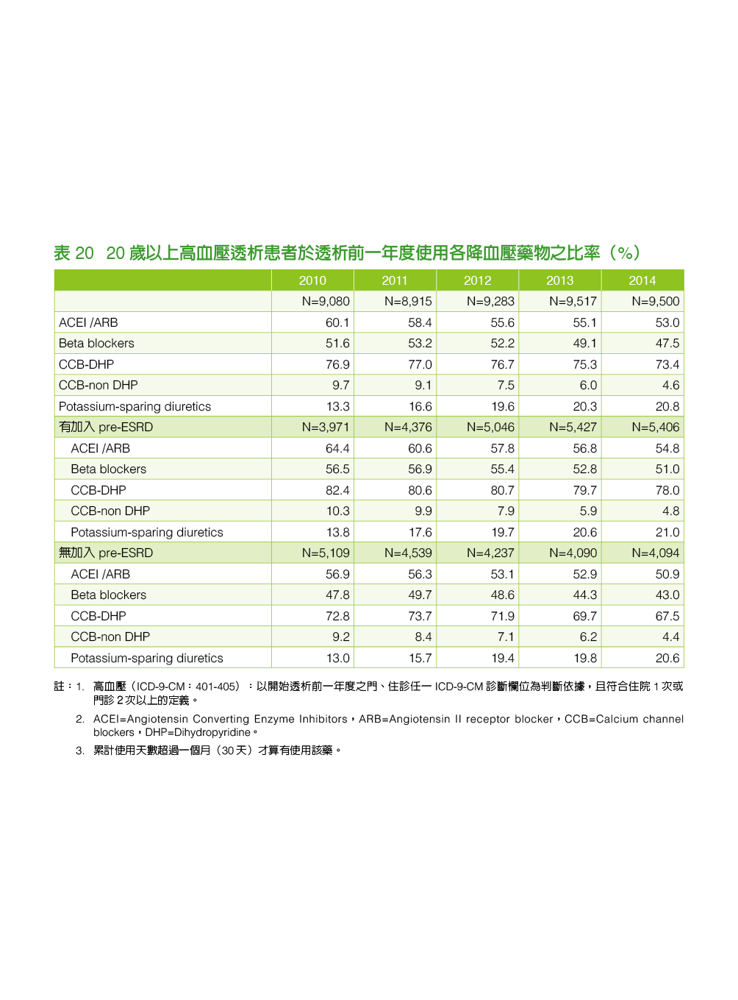 表 20 20 歲以上高血壓透析患者於透析前一年度使用各降血壓藥物之比率（%）
2010 2011 2012 2013 2014
N=9,080 N=8,915 N=9,283 N=9,517 N=9,500
ACEI /ARB 60.1 58.4 55.6 55.1 53.0
Beta blockers 51.6 53.2 52.2 49.1 47.5
CCB-DHP 76.9 77.0 76.7 75.3 73.4
CCB-non DHP 9.7 9.1 7.5 6.0 4.6
Potassium-sparing diuretics 13.3 16.6 19.6 20.3 20.8
有加入 pre-ESRD N=3,971 N=4,376 N=5,046 N=5,427 N=5,406
ACEI /ARB 64.4 60.6 57.8 56.8 54.8
Beta blockers 56.5 56.9 55.4 52.8 51.0
CCB-DHP 82.4 80.6 80.7 79.7 78.0
CCB-non DHP 10.3 9.9 7.9 5.9 4.8
Potassium-sparing diuretics 13.8 17.6 19.7 20.6 21.0
無加入 pre-ESRD N=5,109 N=4,539 N=4,237 N=4,090 N=4,094
ACEI /ARB 56.9 56.3 53.1 52.9 50.9
Beta blockers 47.8 49.7 48.6 44.3 43.0
CCB-DHP 72.8 73.7 71.9 69.7 67.5
CCB-non DHP 9.2 8.4 7.1 6.2 4.4
Potassium-sparing diuretics 13.0 15.7 19.4 19.8 20.6
註：1. 高血壓（ICD-9-CM：401-405）：以開始透析前一年度之門、住診任一 ICD-9-CM 診斷欄位為判斷依據，且符合住院 1 次或
門診 2 次以上的定義。
2. ACEI=Angiotensin Converting Enzyme Inhibitors，ARB=Angiotensin II receptor blocker，CCB=Calcium channel
blockers，DHP=Dihydropyridine。
3. 累計使用天數超過一個月（30 天）才算有使用該藥。